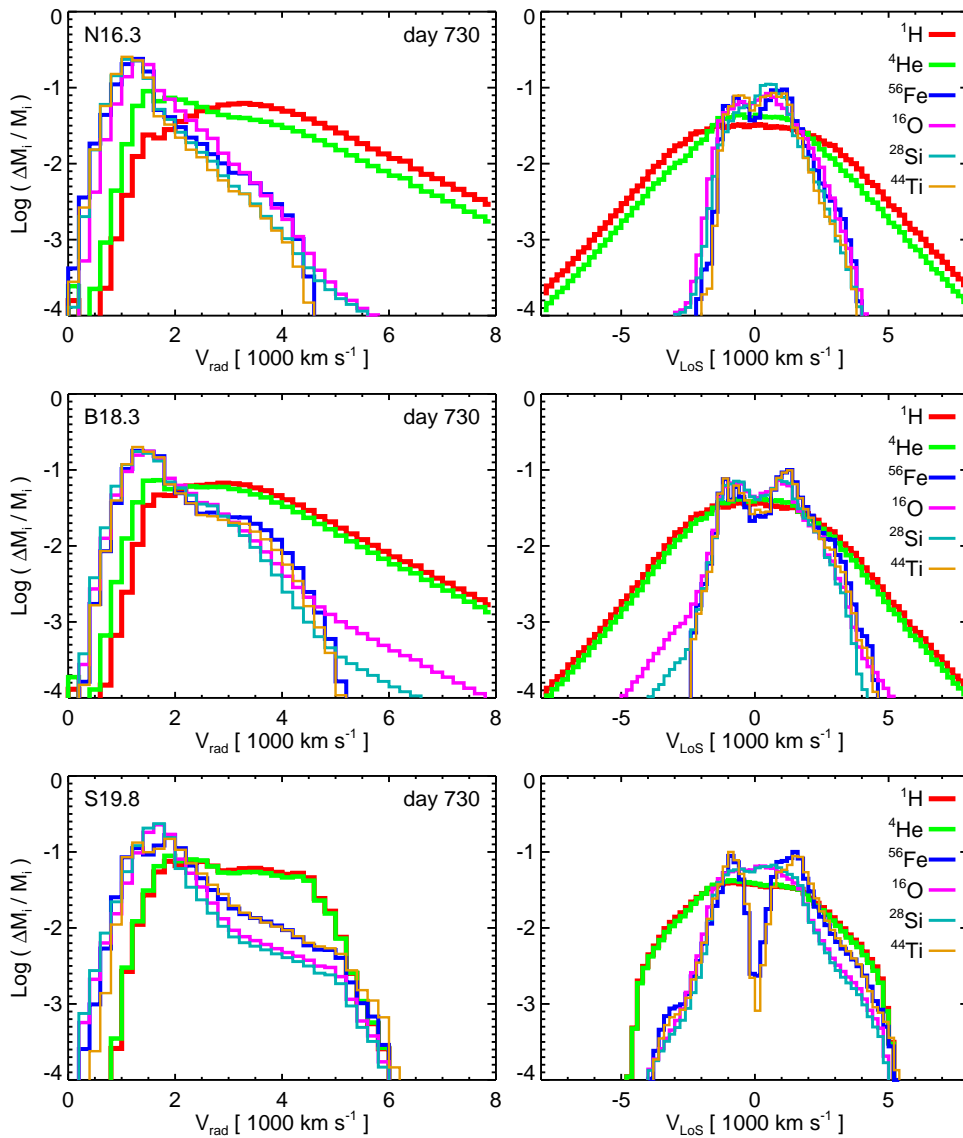 N16.3
day 730
0
-1
-2
-3
-4
Log ( ΔM_i / M_i )
0 2 4 6 8
V_rad [ 1000 km s^-1 ]
^1H
^4He
^56Fe
^16O
^28Si
^44Ti
-5 0 5
V_LoS [ 1000 km s^-1 ]
B18.3
day 730
0
-1
-2
-3
-4
Log ( ΔM_i / M_i )
0 2 4 6 8
V_rad [ 1000 km s^-1 ]
^1H
^4He
^56Fe
^16O
^28Si
^44Ti
-5 0 5
V_LoS [ 1000 km s^-1 ]
S19.8
day 730
0
-1
-2
-3
-4
Log ( ΔM_i / M_i )
0 2 4 6 8
V_rad [ 1000 km s^-1 ]
^1H
^4He
^56Fe
^16O
^28Si
^44Ti
-5 0 5
V_LoS [ 1000 km s^-1 ]